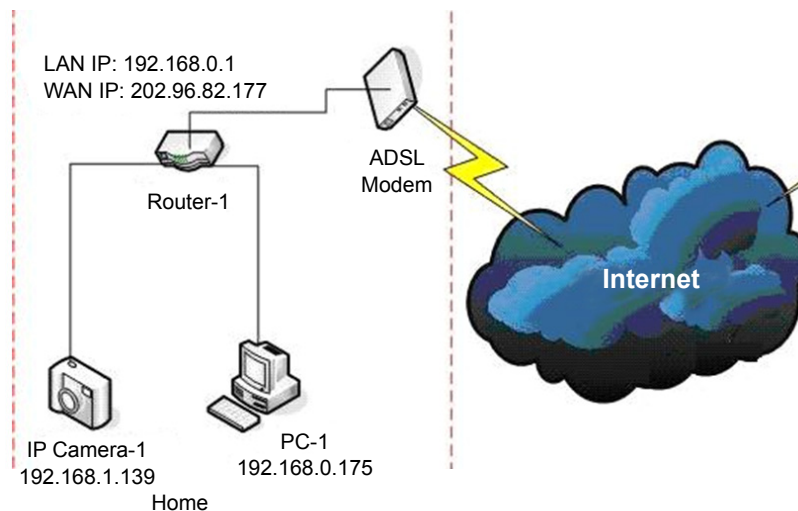 LAN IP: 192.168.0.1
WAN IP: 202.96.82.177
ADSL
Modem
Router-1
Internet
IP Camera-1
192.168.1.139
PC-1
192.168.0.175
Home